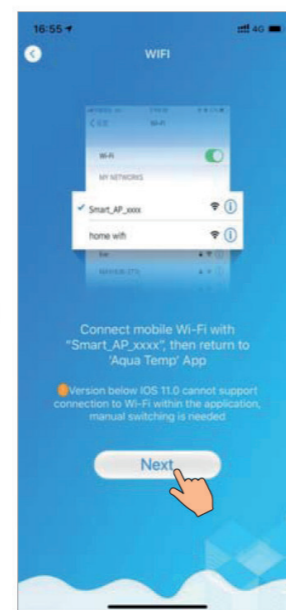 16:55
4G
WIFI
Wi-Fi
Wi-Fi
MY NETWORKS
Smart_AP_xxxx
home wifi
Connect mobile Wi-Fi with
"Smart_AP_xxxx", then return to
'Aqua Temp' App
Version below IOS 11.0 cannot support
connection to Wi-Fi within the application,
manual switching is needed
Next